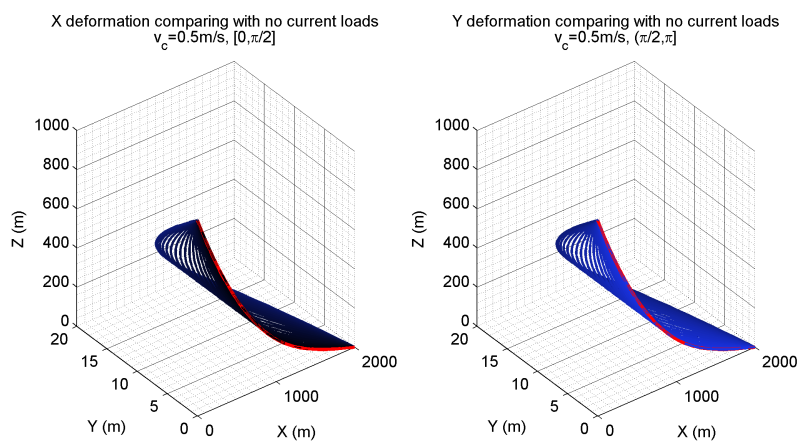 X deformation comparing with no current loads
v_c=0.5m/s, [0,π/2]
1000
800
600
400
200
0
Z (m)
20
15
10
5
0
Y (m)
0
1000
2000
X (m)
Y deformation comparing with no current loads
v_c=0.5m/s, (π/2,π]
1000
800
600
400
200
0
Z (m)
20
15
10
5
0
Y (m)
0
1000
2000
X (m)